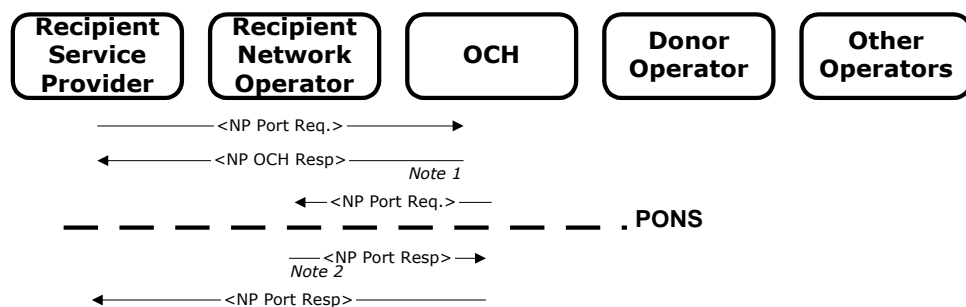 Recipient Service Provider
Recipient Network Operator
OCH
Donor Operator
Other Operators
<NP Port Req.>
<NP OCH Resp>
Note 1
<NP Port Req.>
PONS
<NP Port Resp>
Note 2
<NP Port Resp>